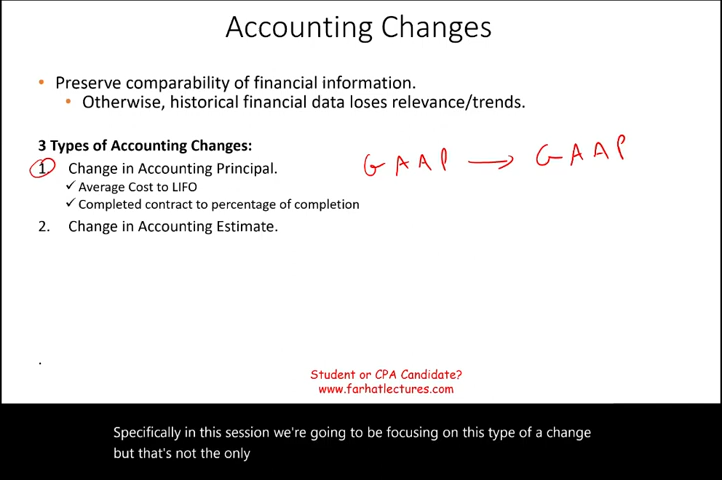 Accounting Changes
• Preserve comparability of financial information.
• Otherwise, historical financial data loses relevance/trends.
3 Types of Accounting Changes:
1 Change in Accounting Principal.
GAAP → GAAP
✓ Average Cost to LIFO
✓ Completed contract to percentage of completion
2. Change in Accounting Estimate.
Student or CPA Candidate?
www.farhatlectures.com
Specifically in this session we're going to be focusing on this type of a change
but that's not the only